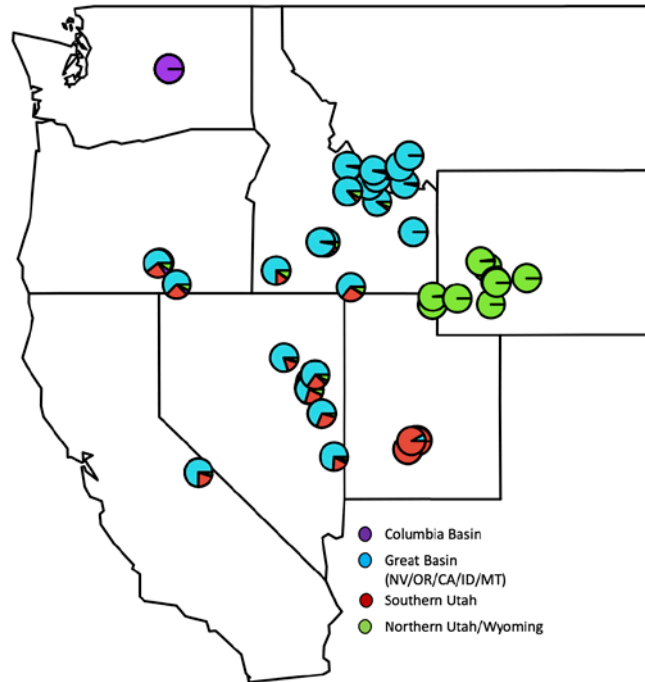 Columbia Basin
Great Basin
(NV/OR/CA/ID/MT)
Southern Utah
Northern Utah/Wyoming